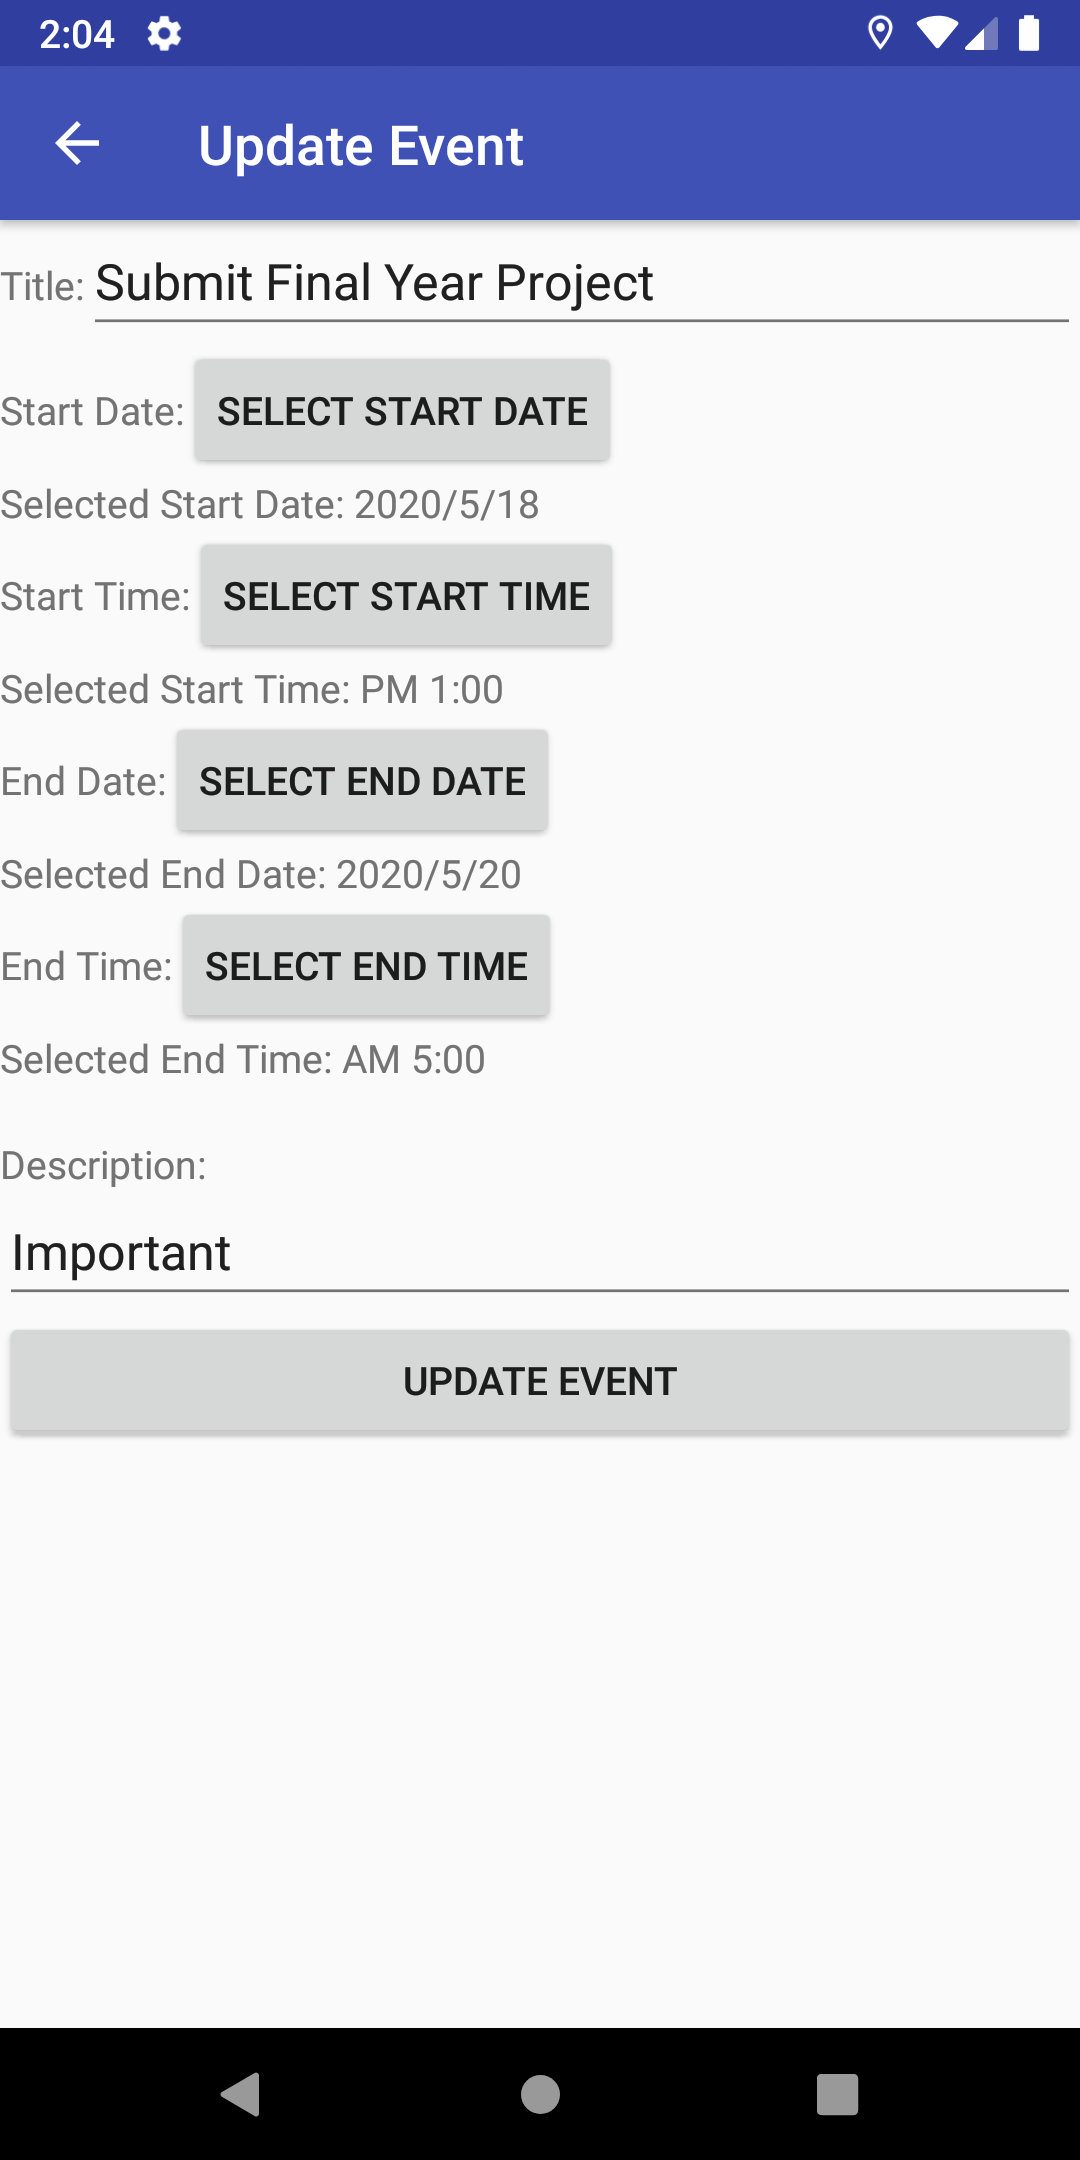 2:04
Update Event
Title: Submit Final Year Project
Start Date: SELECT START DATE
Selected Start Date: 2020/5/18
Start Time: SELECT START TIME
Selected Start Time: PM 1:00
End Date: SELECT END DATE
Selected End Date: 2020/5/20
End Time: SELECT END TIME
Selected End Time: AM 5:00
Description:
Important
UPDATE EVENT